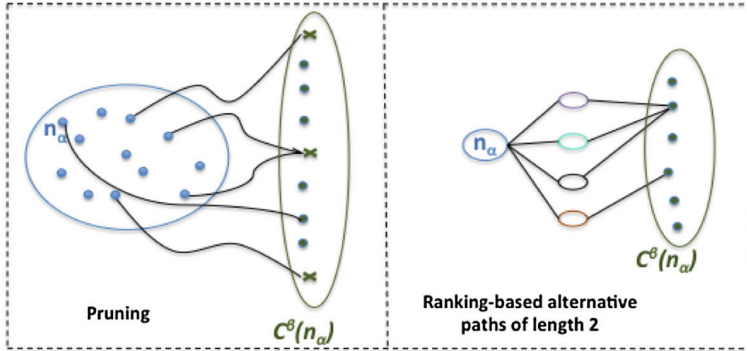 nα
Pruning
Cᵝ(nα)
nα
Cᵝ(nα)
Ranking-based alternative
paths of length 2